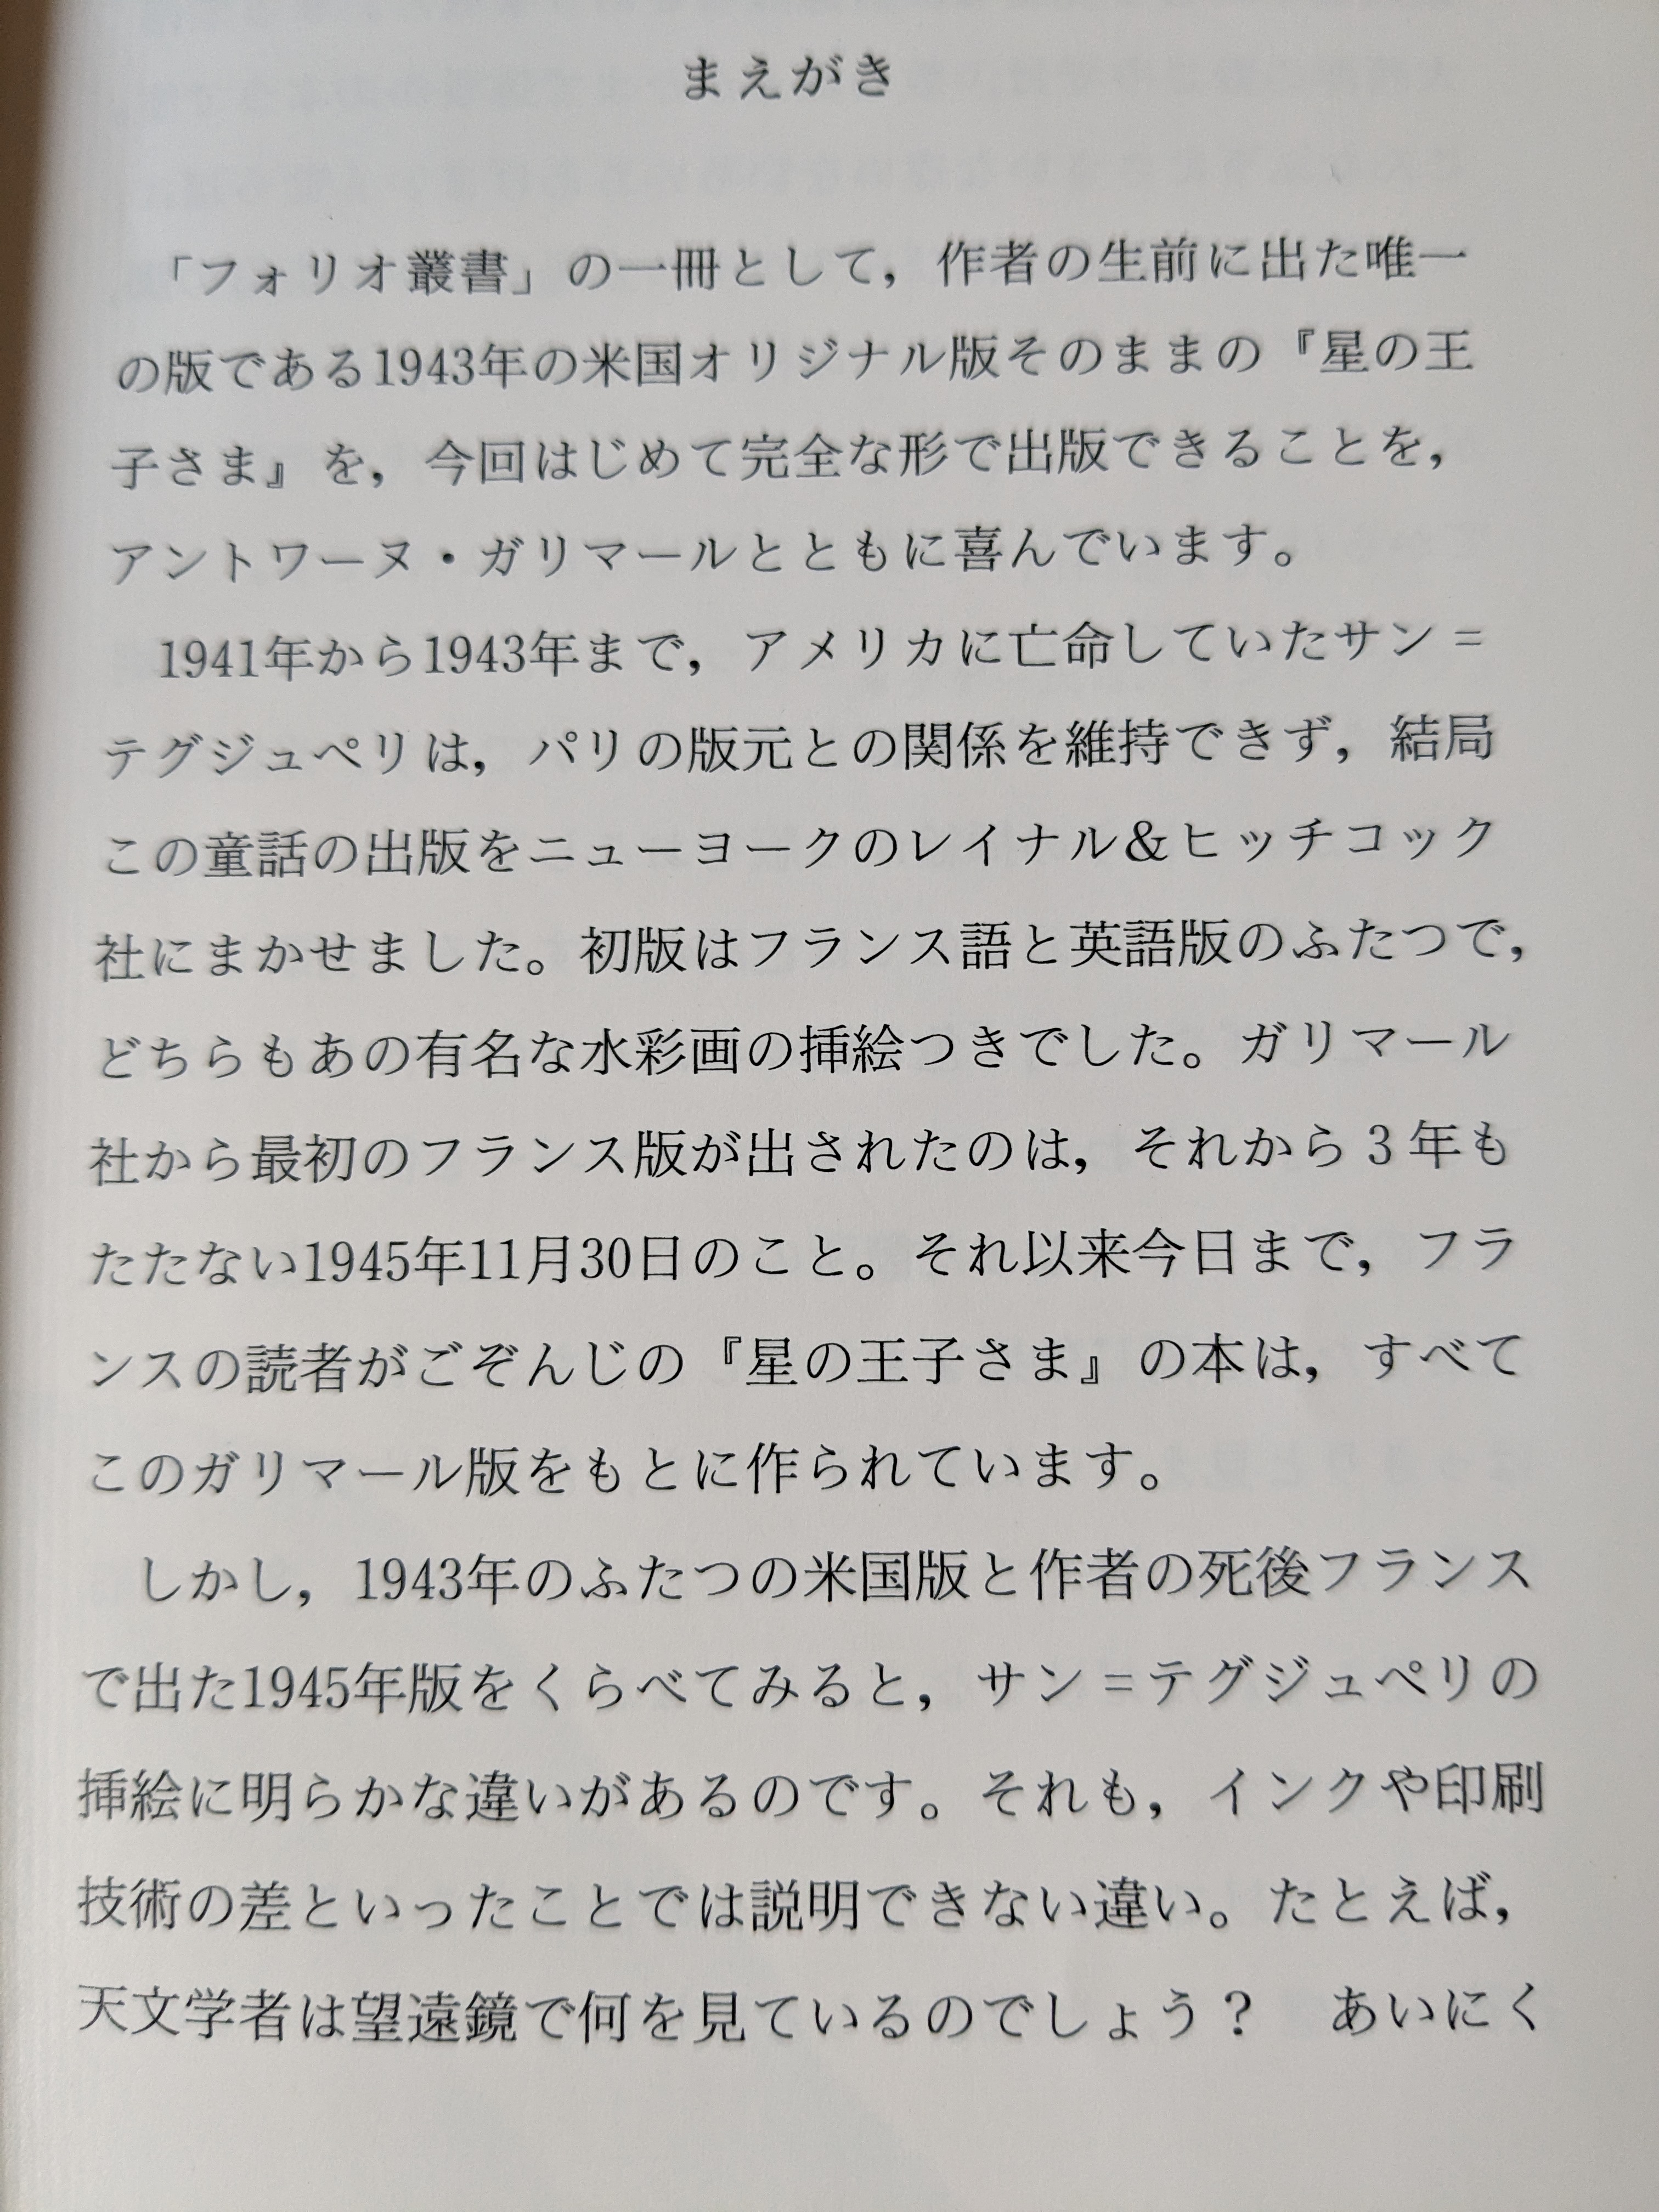 まえがき
「フォリオ叢書」の一冊として，作者の生前に出た唯一
の版である1943年の米国オリジナル版そのままの『星の王
子さま』を，今回はじめて完全な形で出版できることを，
アントワーヌ・ガリマールとともに喜んでいます。
1941年から1943年まで，アメリカに亡命していたサン＝
テグジュペリは，パリの版元との関係を維持できず，結局
この童話の出版をニューヨークのレイナル＆ヒッチコック
社にまかせました。初版はフランス語と英語版のふたつで，
どちらもあの有名な水彩画の挿絵つきでした。ガリマール
社から最初のフランス版が出されたのは，それから３年も
たたない1945年11月30日のこと。それ以来今日まで，フラ
ンスの読者がごぞんじの『星の王子さま』の本は，すべて
このガリマール版をもとに作られています。
しかし，1943年のふたつの米国版と作者の死後フランス
で出た1945年版をくらべてみると，サン＝テグジュペリの
挿絵に明らかな違いがあるのです。それも，インクや印刷
技術の差といったことでは説明できない違い。たとえば，
天文学者は望遠鏡で何を見ているのでしょう？　あいにく